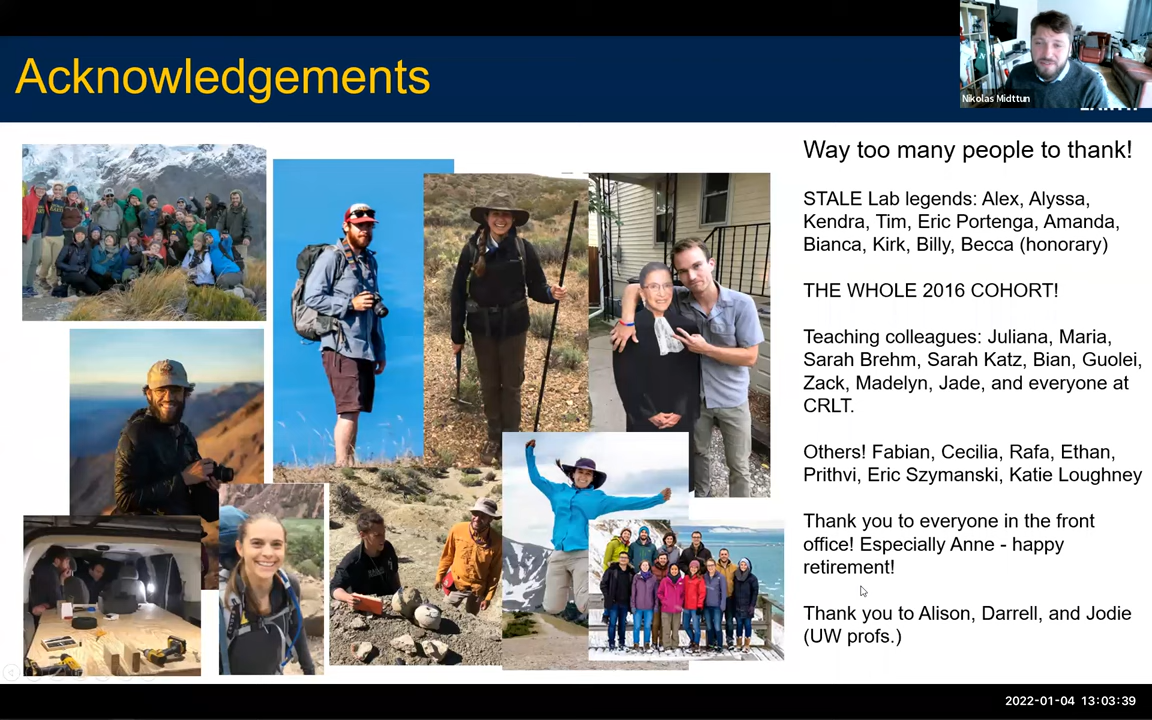 Acknowledgements
Nikolas Midttun
Way too many people to thank!
STALE Lab legends: Alex, Alyssa,
Kendra, Tim, Eric Portenga, Amanda,
Bianca, Kirk, Billy, Becca (honorary)
THE WHOLE 2016 COHORT!
Teaching colleagues: Juliana, Maria,
Sarah Brehm, Sarah Katz, Bian, Guolei,
Zack, Madelyn, Jade, and everyone at
CRLT.
Others! Fabian, Cecilia, Rafa, Ethan,
Prithvi, Eric Szymanski, Katie Loughney
Thank you to everyone in the front
office! Especially Anne - happy
retirement!
Thank you to Alison, Darrell, and Jodie
(UW profs.)
2022-01-04 13:03:39